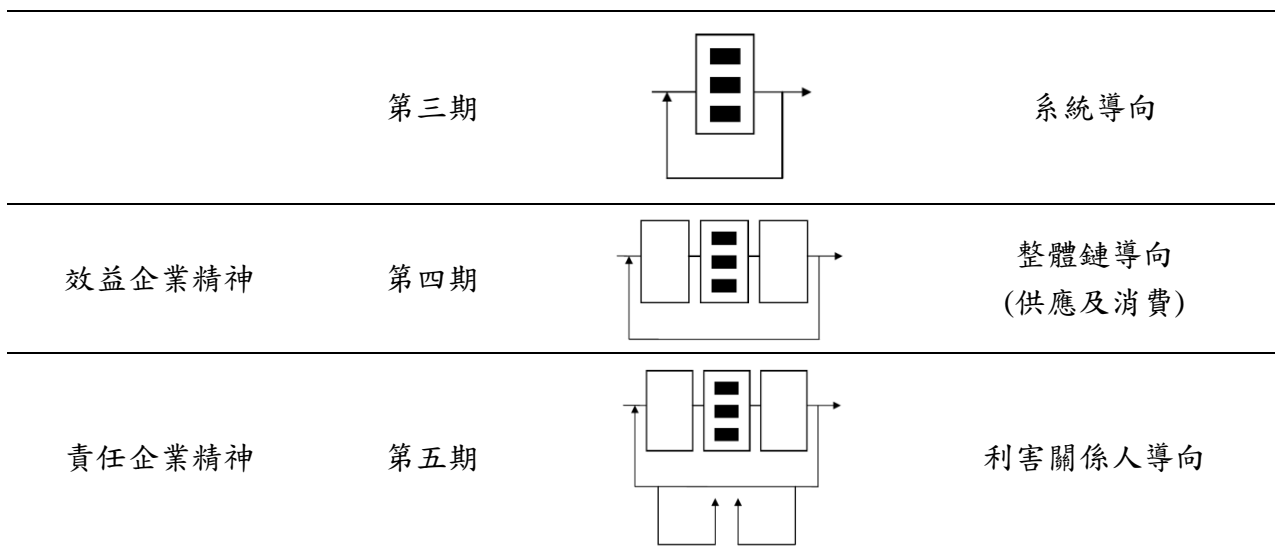 第三期
系統導向
效益企業精神
第四期
整體鏈導向
(供應及消費)
責任企業精神
第五期
利害關係人導向